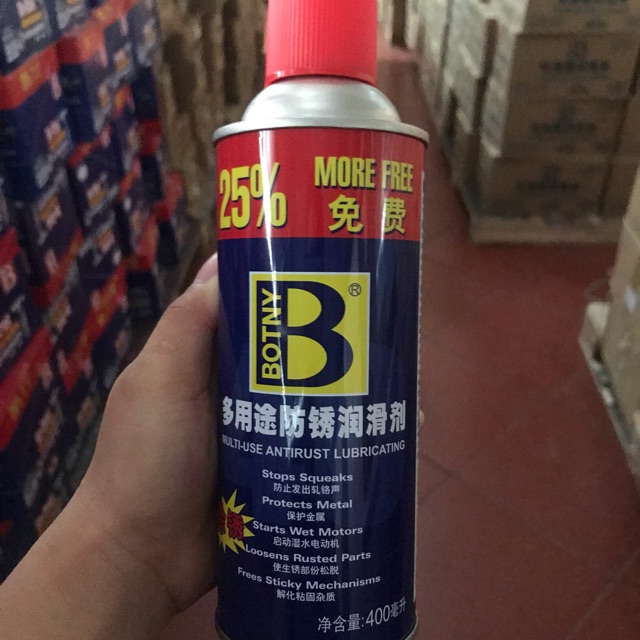 25% MORE FREE
免费
BOTNY
B®
多用途防锈润滑剂
MULTI-USE ANTIRUST LUBRICATING
Stops Squeaks
防止发出轧铬声
Protects Metal
保护金属
Starts Wet Motors
启动湿水电动机
Loosens Rusted Parts
使生锈部份松脱
Frees Sticky Mechanisms
解化粘固杂质
净含量:400毫升